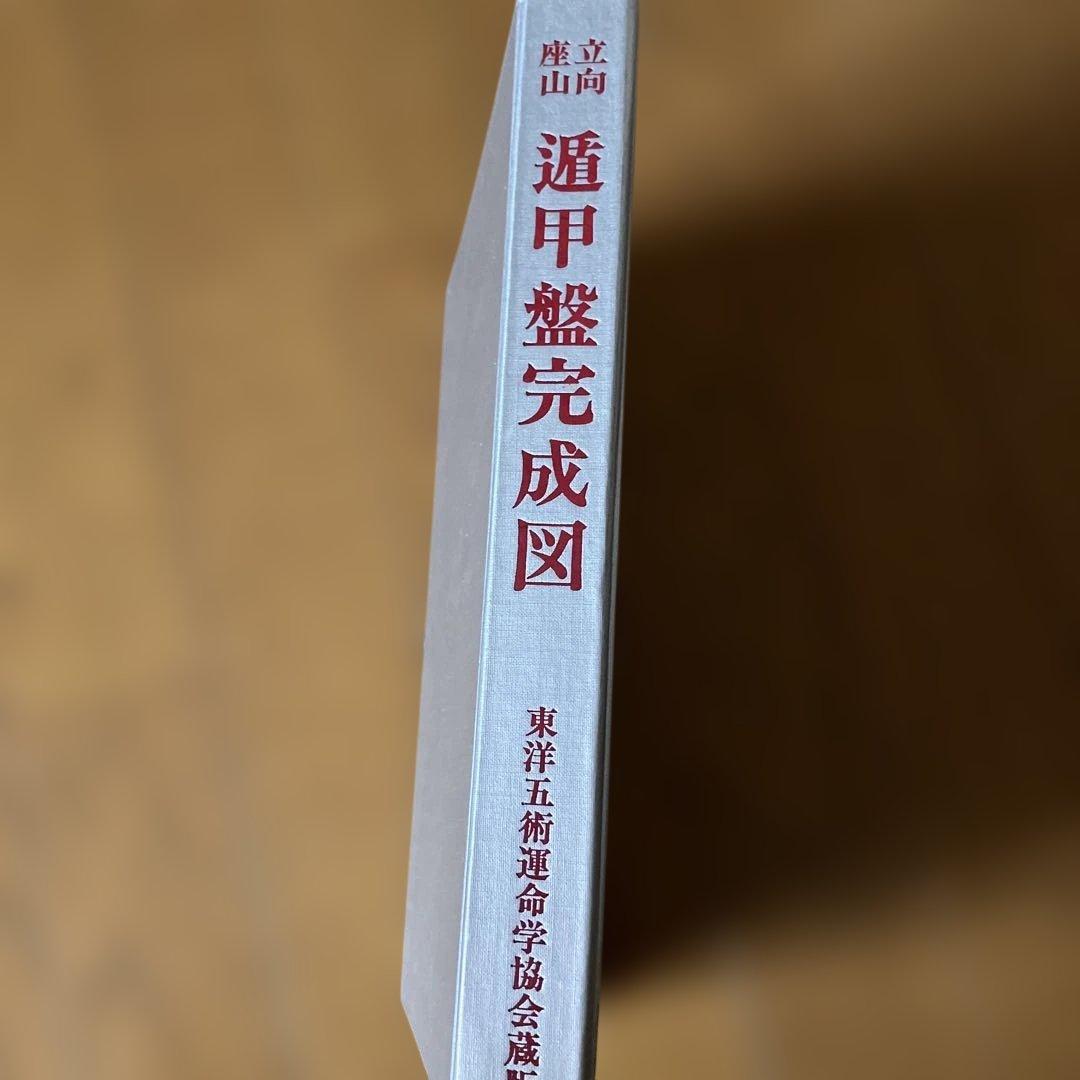 立向
座山
遁甲盤完成図
東洋五術運命学協会蔵版